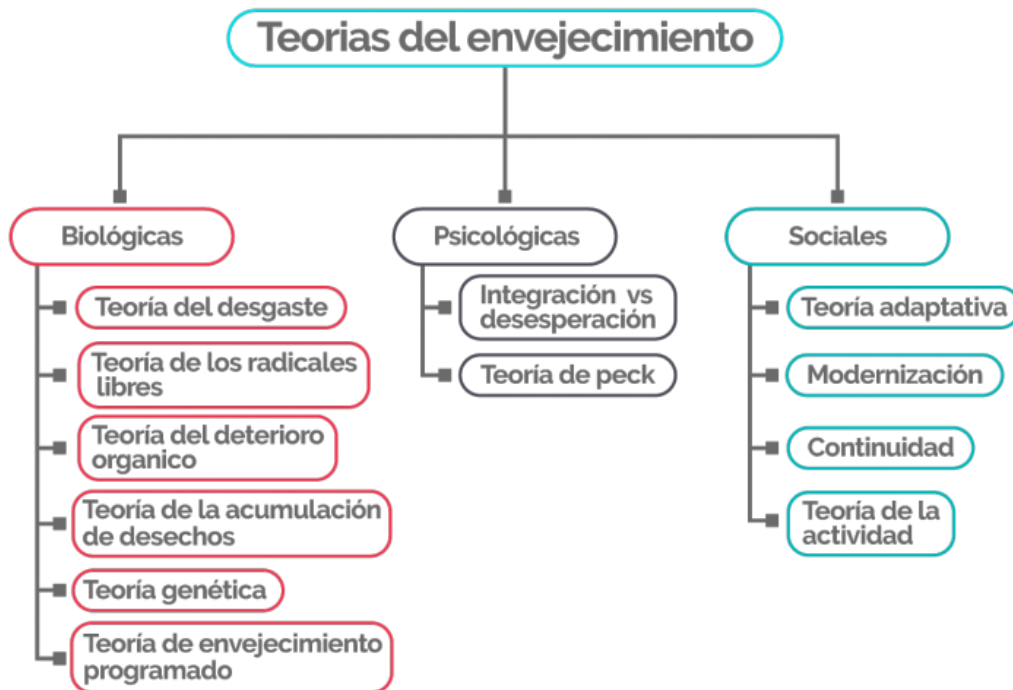 Teorias del envejecimiento
Biológicas
Teoría del desgaste
Teoría de los radicales
libres
Teoría del deterioro
organico
Teoría de la acumulación
de desechos
Teoría genética
Teoría de envejecimiento
programado
Psicológicas
Integración vs
desesperación
Teoría de peck
Sociales
Teoría adaptativa
Modernización
Continuidad
Teoría de la
actividad